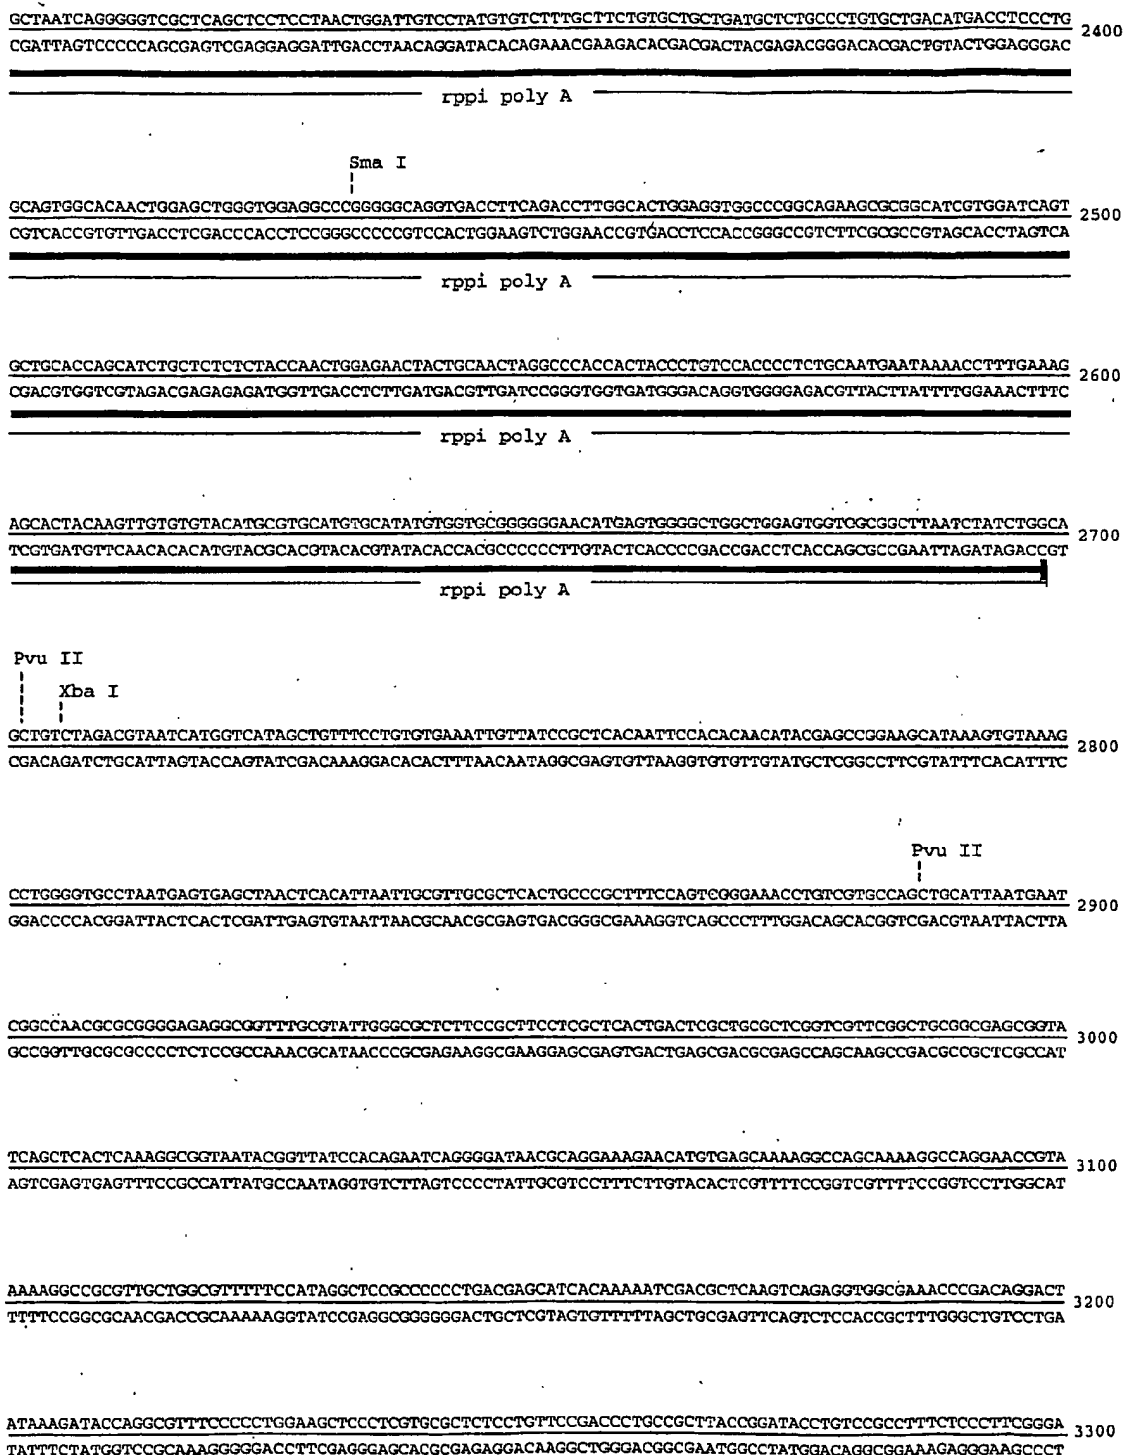 GCTAATCAGGGGGTCGCTCAGCTCCTCCTAACTGGATTGTCCTATGTGTCTTTGCTTCTGTGCTGCTGATGCTCTGCCCTGTGCTGACATGACCTCCCTG
CGATTAGTCCCCCAGCGAGTCGAGGAGGATTGACCTAACAGGATACACAGAAACGAAGACACGACGACTACGAGACGGGACACGACTGTACTGGAGGGAC
2400
rppi poly A
Sma I
GCAGTGGCACAACTGGAGCTGGGTGGAGGCCCGGGGGCAGGTGACCTTCAGACCTTGGCACTGGAGGTGGCCCGGCAGAAGCGCGGCATCGTGGATCAGT
CGTCACCGTGTTGACCTCGACCCACCTCCGGGCCCCCGTCCACTGGAAGTCTGGAACCGTGACCTCCACCGGGCCGTCTTCGCGCCGTAGCACCTAGTCA
2500
rppi poly A
GCTGCACCAGCATCTGCTCTCTCTACCAACTGGAGAACTACTGCAACTAGGCCCACCACTACCCTGTCCACCCCTCTGCAATGAATAAAACCTTTGAAAG
CGACGTGGTCGTAGACGAGAGAGATGGTTGACCTCTTGATGACGTTGATCCGGGTGGTGATGGGACAGGTGGGGAGACGTTACTTATTTTGGAAACTTTC
2600
rppi poly A
AGCACTACAAGTTGTGTGTACATGCGTGCATGTGCATATGTGGTGCGGGGGGAACATGAGTGGGGCTGGCTGGAGTGGTCGCGGCTTAATCTATCTGGCA
TCGTGATGTTCAACACACATGTACGCACGTACACGTATACACCACGCCCCCCTTGTACTCACCCCGACCGACCTCACCAGCGCCGAATTAGATAGACCGT
2700
rppi poly A
Pvu II
Xba I
GCTGTCTAGACGTAATCATGGTCATAGCTGTTTCCTGTGTGAAATTGTTATCCGCTCACAATTCCACACAACATACGAGCCGGAAGCATAAAGTGTAAAG
CGACAGATCTGCATTAGTACCAGTATCGACAAAGGACACACTTTAACAATAGGCGAGTGTTAAGGTGTGTTGTATGCTCGGCCTTCGTATTTCACATTTC
2800
Pvu II
CCTGGGGTGCCTAATGAGTGAGCTAACTCACATTAATTGCGTTGCGCTCACTGCCCGCTTTCCAGTCGGGAAACCTGTCGTGCCAGCTGCATTAATGAAT
GGACCCCACGGATTACTCACTCGATTGAGTGTAATTAACGCAACGCGAGTGACGGGCGAAAGGTCAGCCCTTTGGACAGCACGGTCGACGTAATTACTTA
2900
CGGCCAACGCGCGGGGAGAGGCGGTTTGCGTATTGGGCGCTCTTCCGCTTCCTCGCTCACTGACTCGCTGCGCTCGGTCGTTCGGCTGCGGCGAGCGGTA
GCCGGTTGCGCGCCCCTCTCCGCCAAACGCATAACCCGCGAGAAGGCGAAGGAGCGAGTGACTGAGCGACGCGAGCCAGCAAGCCGACGCCGCTCGCCAT
3000
TCAGCTCACTCAAAGGCGGTAATACGGTTATCCACAGAATCAGGGGATAACGCAGGAAAGAACATGTGAGCAAAAGGCCAGCAAAAGGCCAGGAACCGTA
AGTCGAGTGAGTTTCCGCCATTATGCCAATAGGTGTCTTAGTCCCCTATTGCGTCCTTTCTTGTACACTCGTTTTCCGGTCGTTTTCCGGTCCTTGGCAT
3100
AAAAGGCCGCGTTGCTGGCGTTTTTCCATAGGCTCCGCCCCCCTGACGAGCATCACAAAAATCGACGCTCAAGTCAGAGGTGGCGAAACCCGACAGGACT
TTTTCCGGCGCAACGACCGCAAAAAGGTATCCGAGGCGGGGGGACTGCTCGTAGTGTTTTTAGCTGCGAGTTCAGTCTCCACCGCTTTGGGCTGTCCTGA
3200
ATAAAGATACCAGGCGTTTCCCCCTGGAAGCTCCCTCGTGCGCTCTCCTGTTCCGACCCTGCCGCTTACCGGATACCTGTCCGCCTTTCTCCCTTCGGGA
TATTTCTATGGTCCGCAAAGGGGGACCTTCGAGGGAGCACGCGAGAGGACAAGGCTGGGACGGCGAATGGCCTATGGACAGGCGGAAAGAGGGAAGCCCT
3300